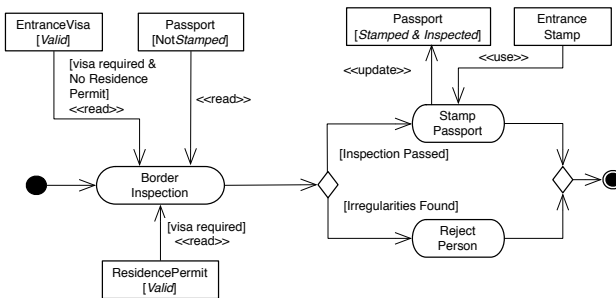 EntranceVisa
[Valid]
Passport
[NotStamped]
Passport
[Stamped & Inspected]
Entrance
Stamp
[visa required &
No Residence
Permit]
<<read>>
<<read>>
<<update>>
<<use>>
Stamp
Passport
[Inspection Passed]
Border
Inspection
[Irregularities Found]
[visa required]
<<read>>
Reject
Person
ResidencePermit
[Valid]